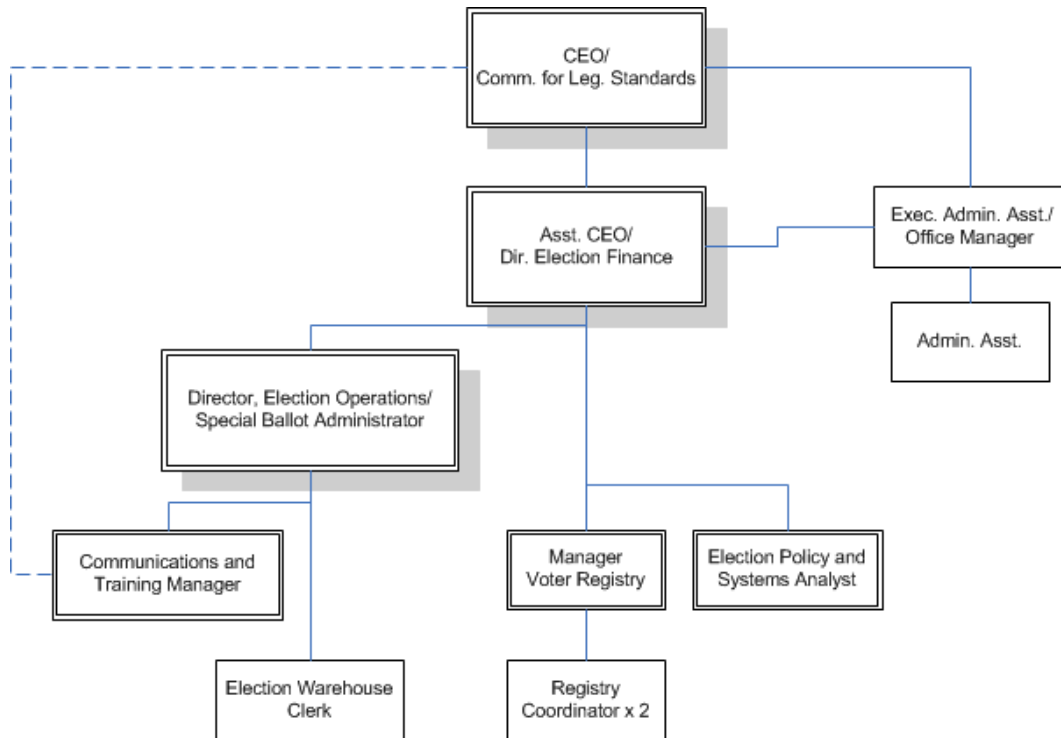 CEO/
Comm. for Leg. Standards
Asst. CEO/
Dir. Election Finance
Exec. Admin. Asst./
Office Manager
Admin. Asst.
Director, Election Operations/
Special Ballot Administrator
Communications and
Training Manager
Manager
Voter Registry
Election Policy and
Systems Analyst
Election Warehouse
Clerk
Registry
Coordinator x 2